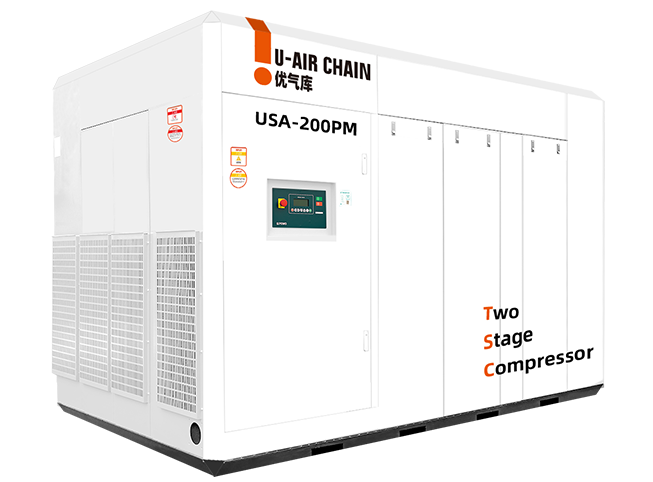 U-AIR CHAIN
优气库
USA-200PM
Two
Stage
Compressor